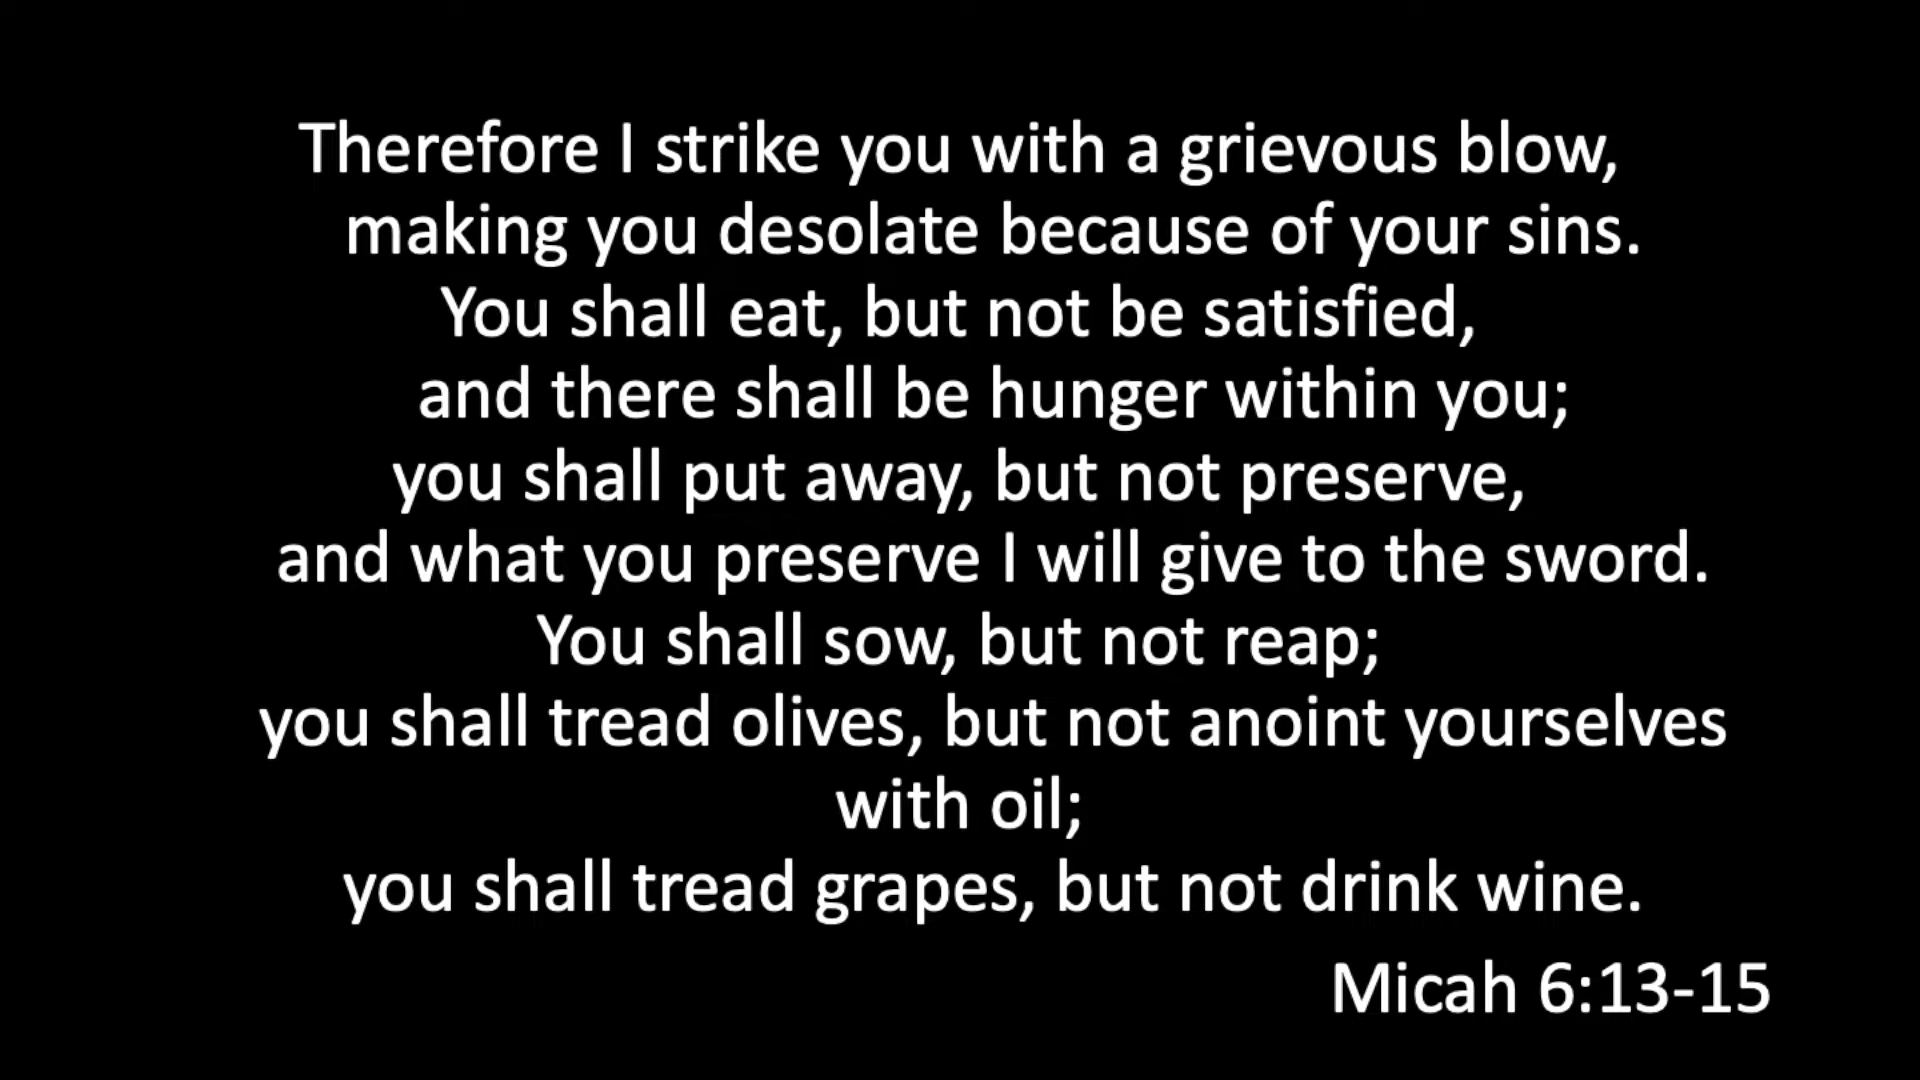 Therefore I strike you with a grievous blow,
making you desolate because of your sins.
You shall eat, but not be satisfied,
and there shall be hunger within you;
you shall put away, but not preserve,
and what you preserve I will give to the sword.
You shall sow, but not reap;
you shall tread olives, but not anoint yourselves
with oil;
you shall tread grapes, but not drink wine.
Micah 6:13-15